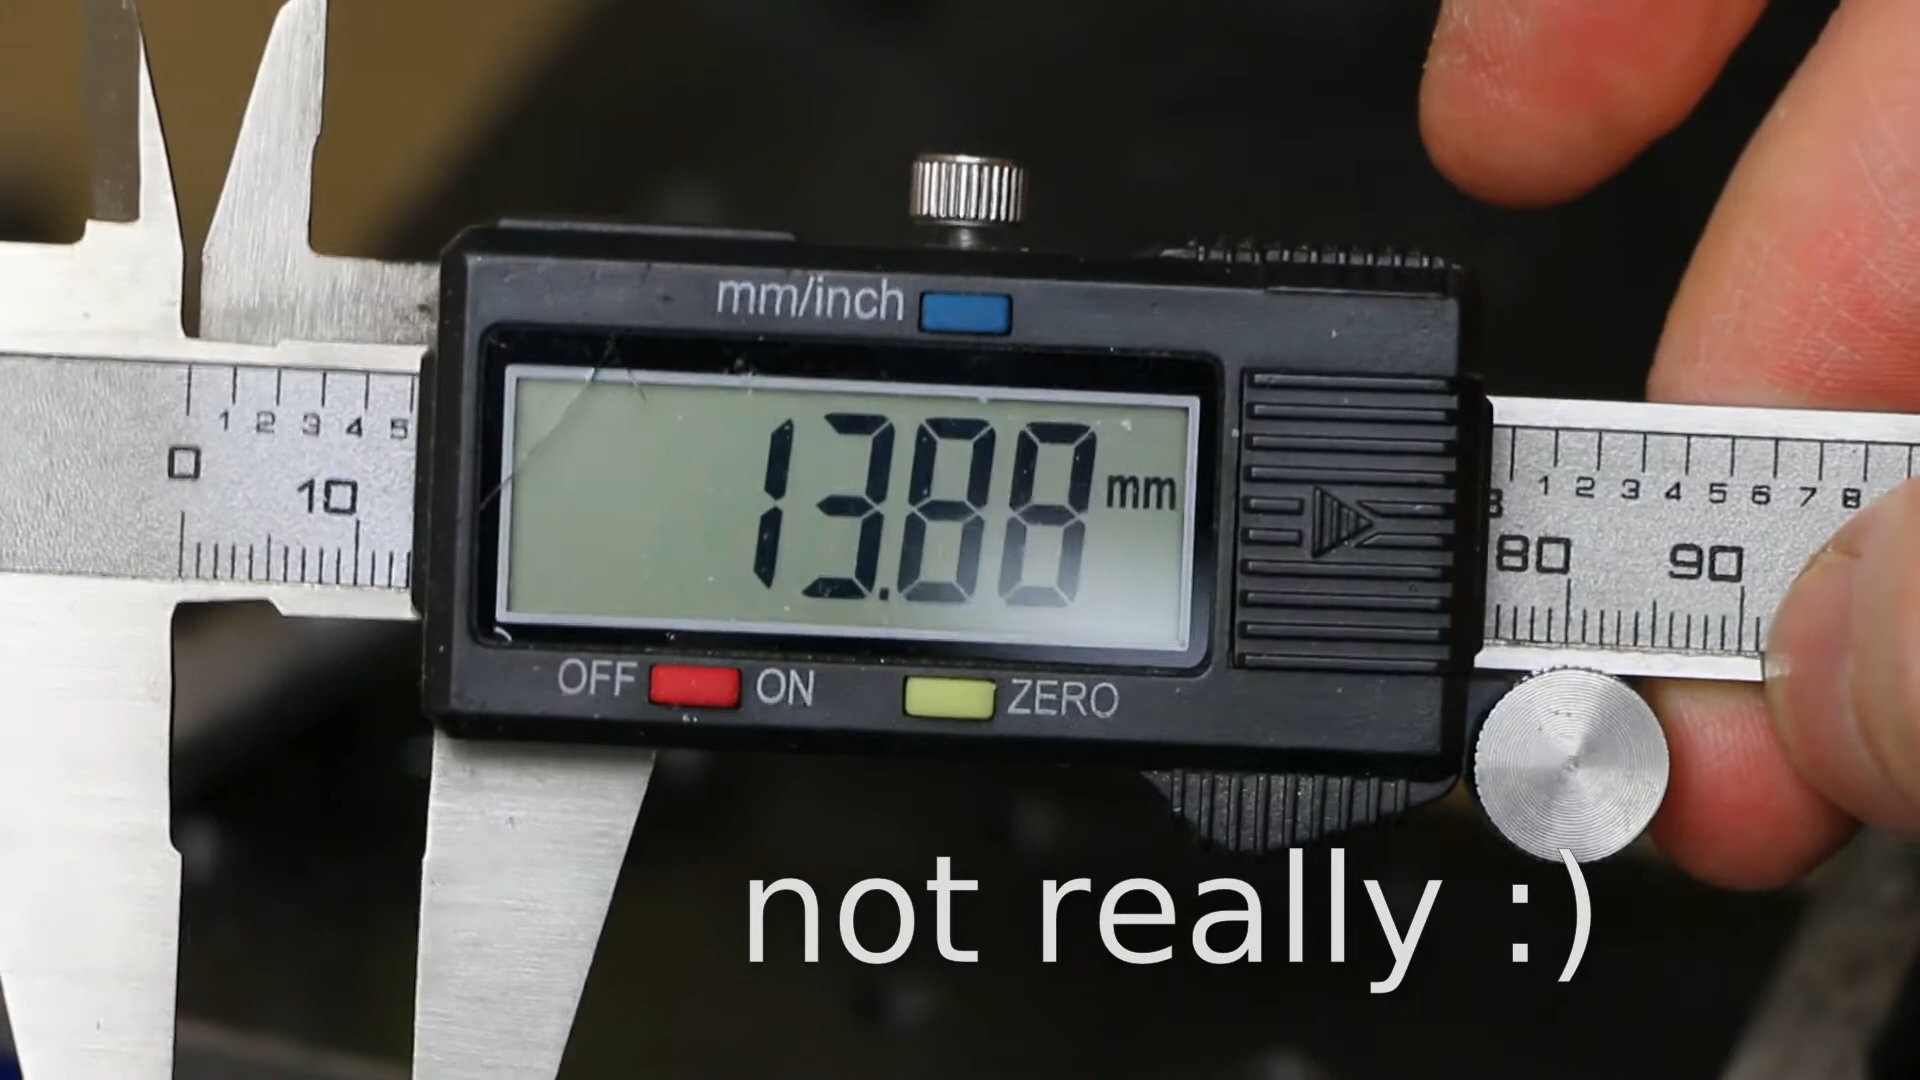 mm/inch
1 2 3 4 5
0
10
13.88 mm
1 2 3 4 5 6 7 8
80 90
OFF ON ZERO
not really :)